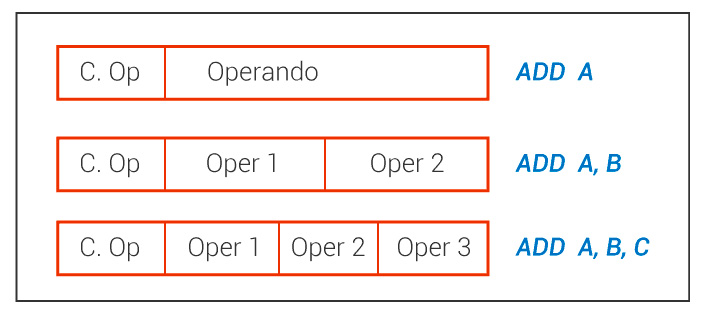 C. Op Operando ADD A
C. Op Oper 1 Oper 2 ADD A, B
C. Op Oper 1 Oper 2 Oper 3 ADD A, B, C